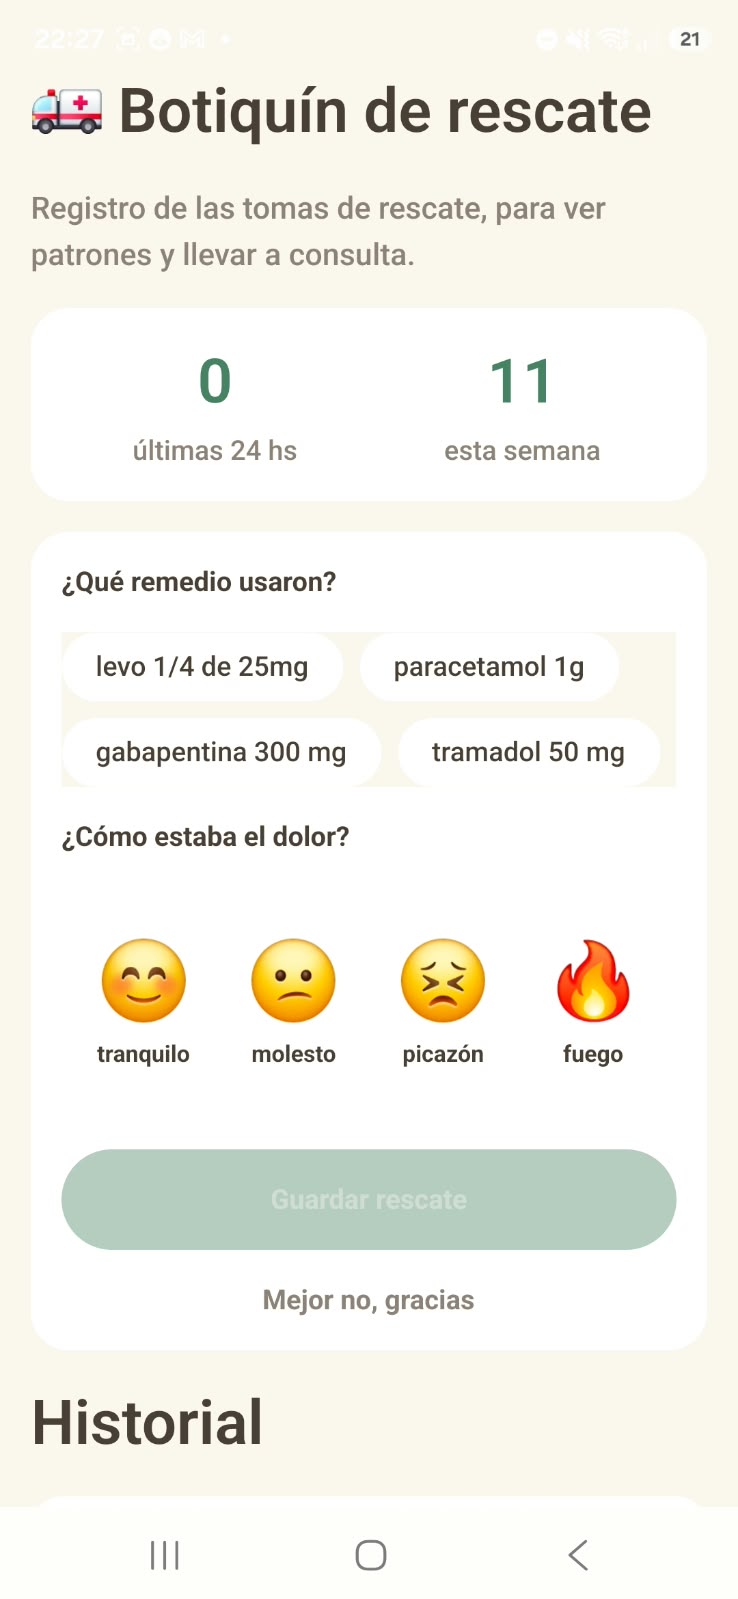 22:27
21
Botiquín de rescate
Registro de las tomas de rescate, para ver
patrones y llevar a consulta.
0
11
últimas 24 hs
esta semana
¿Qué remedio usaron?
levo 1/4 de 25mg
paracetamol 1g
gabapentina 300 mg
tramadol 50 mg
¿Cómo estaba el dolor?
tranquilo
molesto
picazón
fuego
Guardar rescate
Mejor no, gracias
Historial